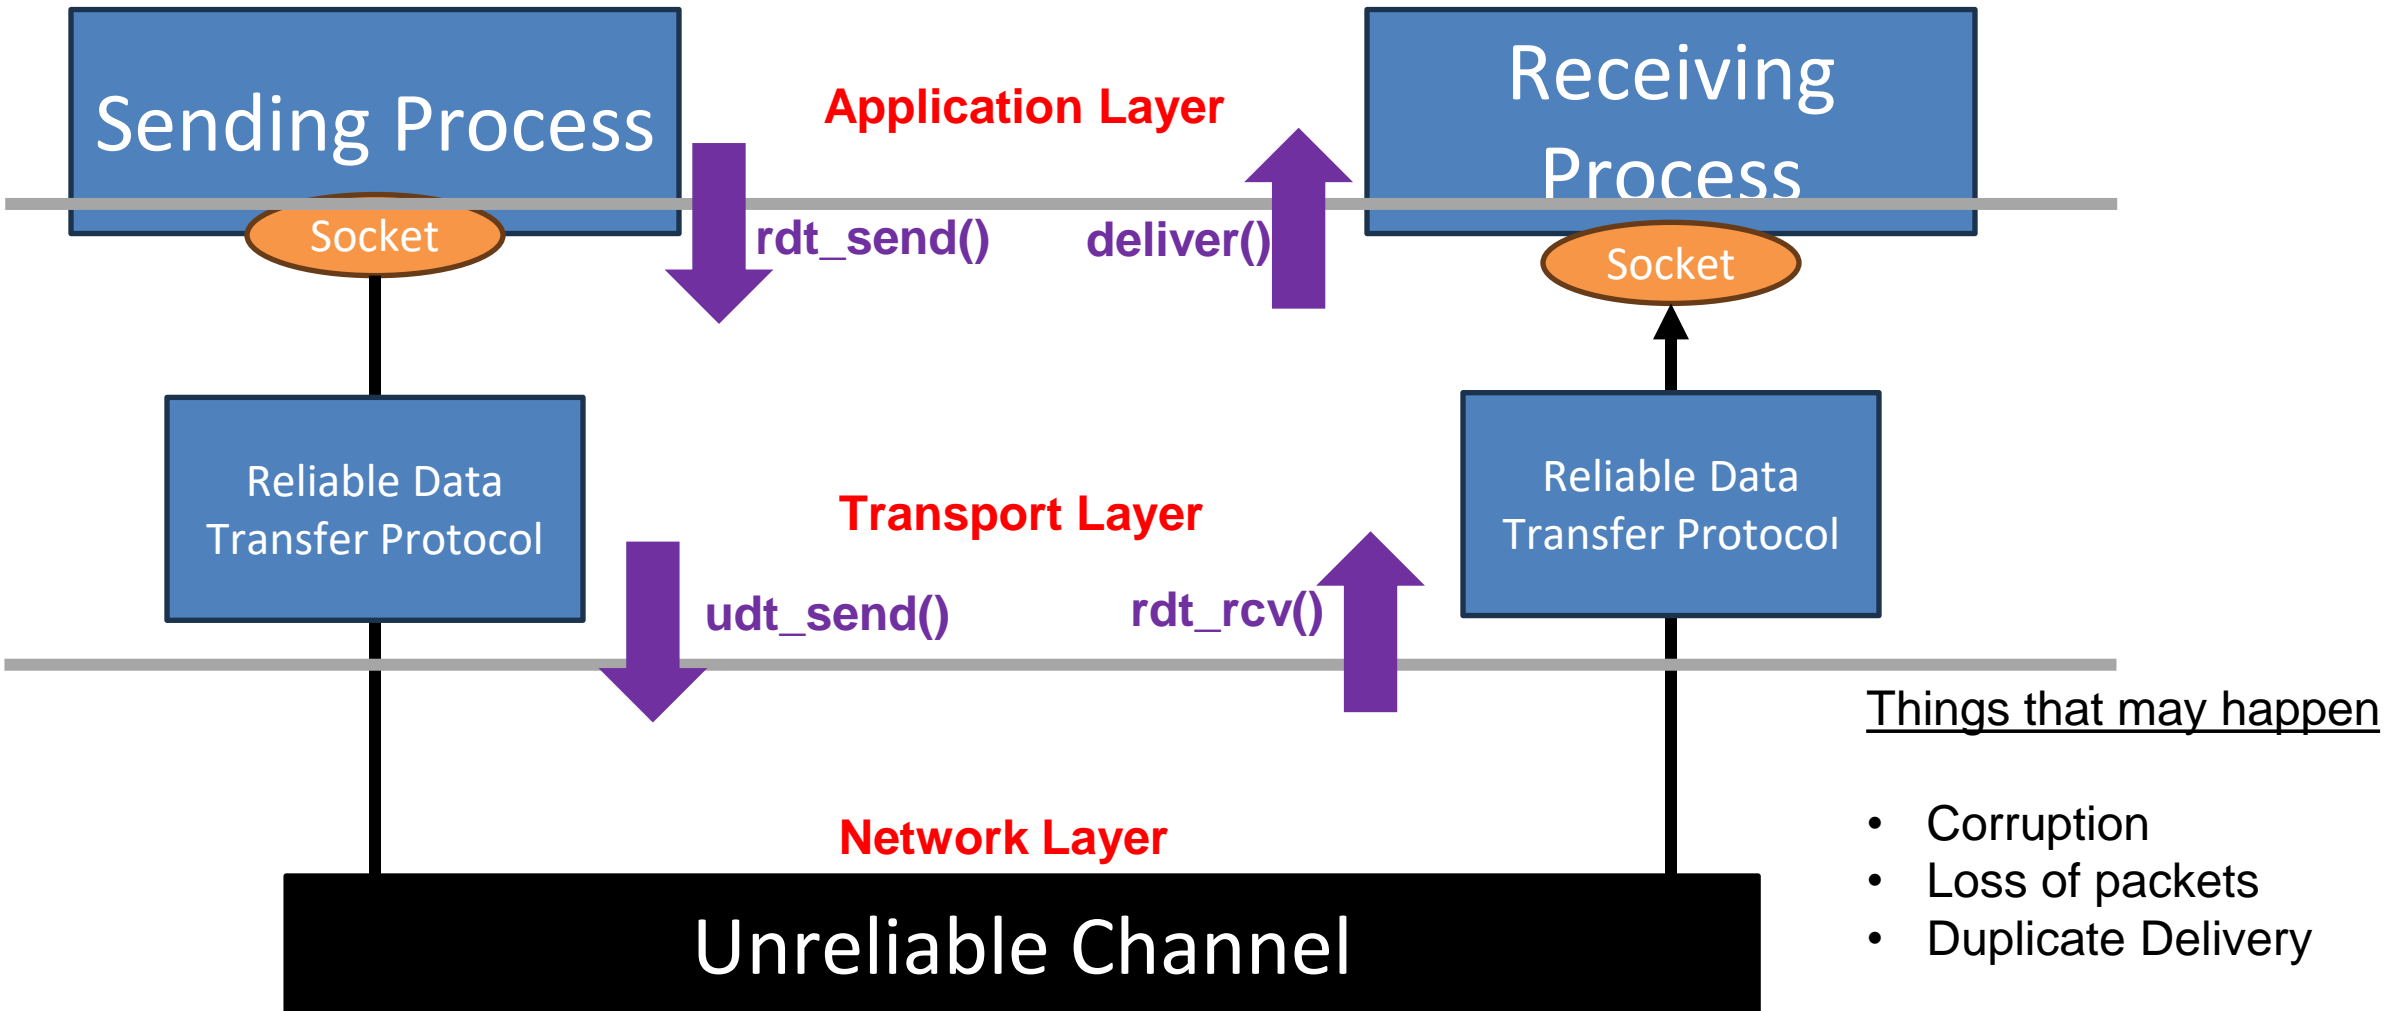 Sending Process
Application Layer
Receiving
Process
Socket
rdt_send()
deliver()
Socket
Reliable Data
Transfer Protocol
Transport Layer
Reliable Data
Transfer Protocol
udt_send()
rdt_rcv()
Things that may happen
Network Layer
• Corruption
• Loss of packets
• Duplicate Delivery
Unreliable Channel